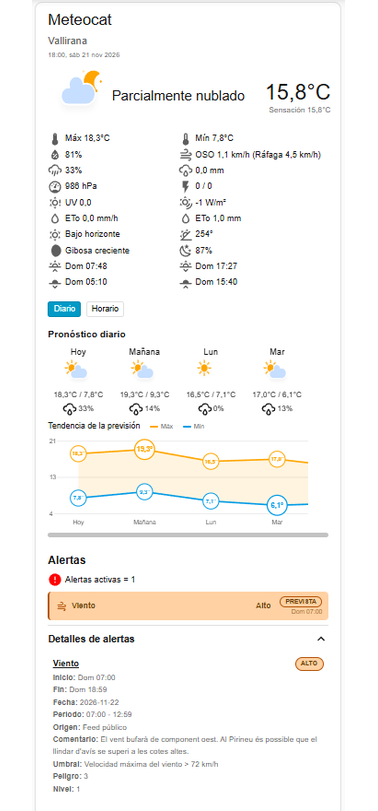 Meteocat
Vallirana
18:00, sáb 21 nov 2026
Parcialmente nublado
15,8°C
Sensación 15,8°C
Máx 18,3°C
Mín 7,8°C
81%
OSO 1,1 km/h (Ráfaga 4,5 km/h)
33%
0,0 mm
986 hPa
0 / 0
UV 0,0
-1 W/m²
ETo 0,0 mm/h
ETo 1,0 mm
Bajo horizonte
254°
Gibosa creciente
87%
Dom 07:48
Dom 17:27
Dom 05:10
Dom 15:40
Diario Horario
Pronóstico diario
Hoy Mañana Lun Mar
18,3°C / 7,8°C 19,3°C / 9,3°C 16,5°C / 7,1°C 17,0°C / 6,1°C
33% 14% 0% 13%
Tendencia de la previsión Máx Mín
21
18,3° 19,3° 16,5° 17,0°
13
7,8° 9,3° 7,1° 6,1°
4
Hoy Mañana Lun Mar
Alertas
Alertas activas = 1
Viento Alto PREVISTA
Dom 07:00
Detalles de alertas
Viento ALTO
Inicio: Dom 07:00
Fin: Dom 18:59
Fecha: 2026-11-22
Periodo: 07:00 - 12:59
Origen: Feed público
Comentario: El vent bufarà de component oest. Al Pirineu és possible que el
llindar d'avís se superi a les cotes altes.
Umbral: Velocidad máxima del viento > 72 km/h
Peligro: 3
Nivel: 1